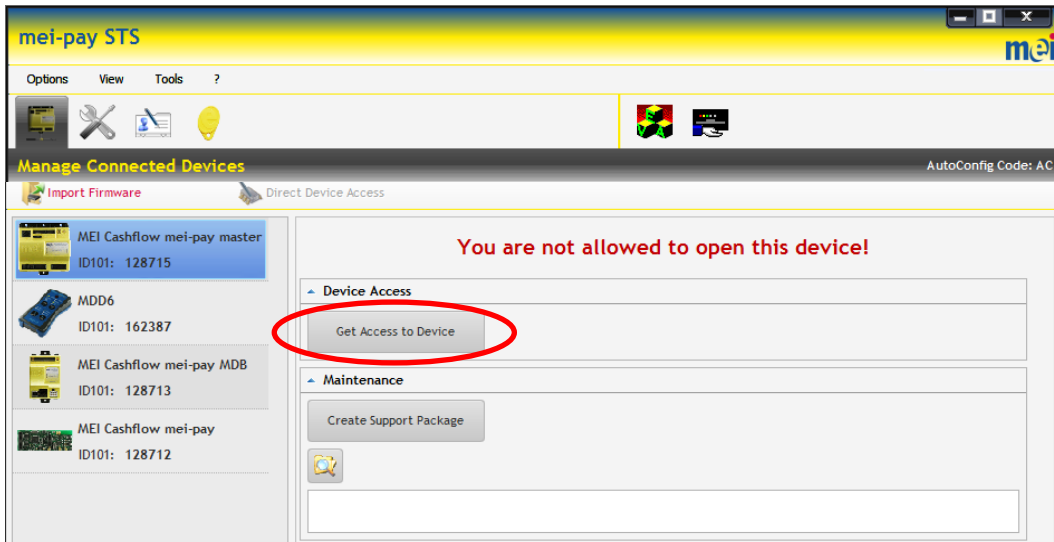 mei-pay STS
mei
Options View Tools ?
Manage Connected Devices
AutoConfig Code: AC
Import Firmware
Direct Device Access
MEI Cashflow mei-pay master
ID101: 128715
MDD6
ID101: 162387
MEI Cashflow mei-pay MDB
ID101: 128713
MEI Cashflow mei-pay
ID101: 128712
You are not allowed to open this device!
Device Access
Get Access to Device
Maintenance
Create Support Package